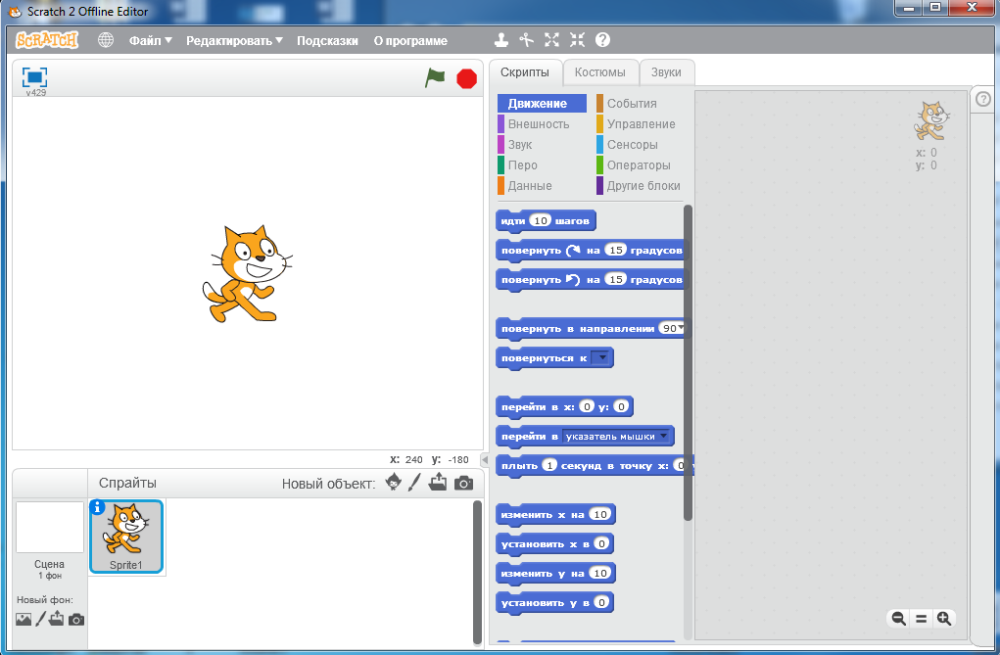 Scratch 2 Offline Editor
SCRATCH
Файл
Редактировать
Подсказки
О программе
v429
Скрипты
Костюмы
Звуки
Движение
События
Внешность
Управление
Звук
Сенсоры
Перо
Операторы
Данные
Другие блоки
идти 10 шагов
повернуть на 15 градусов
повернуть на 15 градусов
повернуть в направлении 90
повернуться к
перейти в x: 0 y: 0
перейти в указатель мышки
плыть 1 секунд в точку x: 0
изменить x на 10
установить x в 0
изменить y на 10
установить y в 0
x: 0
y: 0
x: 240 y: -180
Спрайты
Новый объект:
Sprite1
Сцена
1 фон
Новый фон: